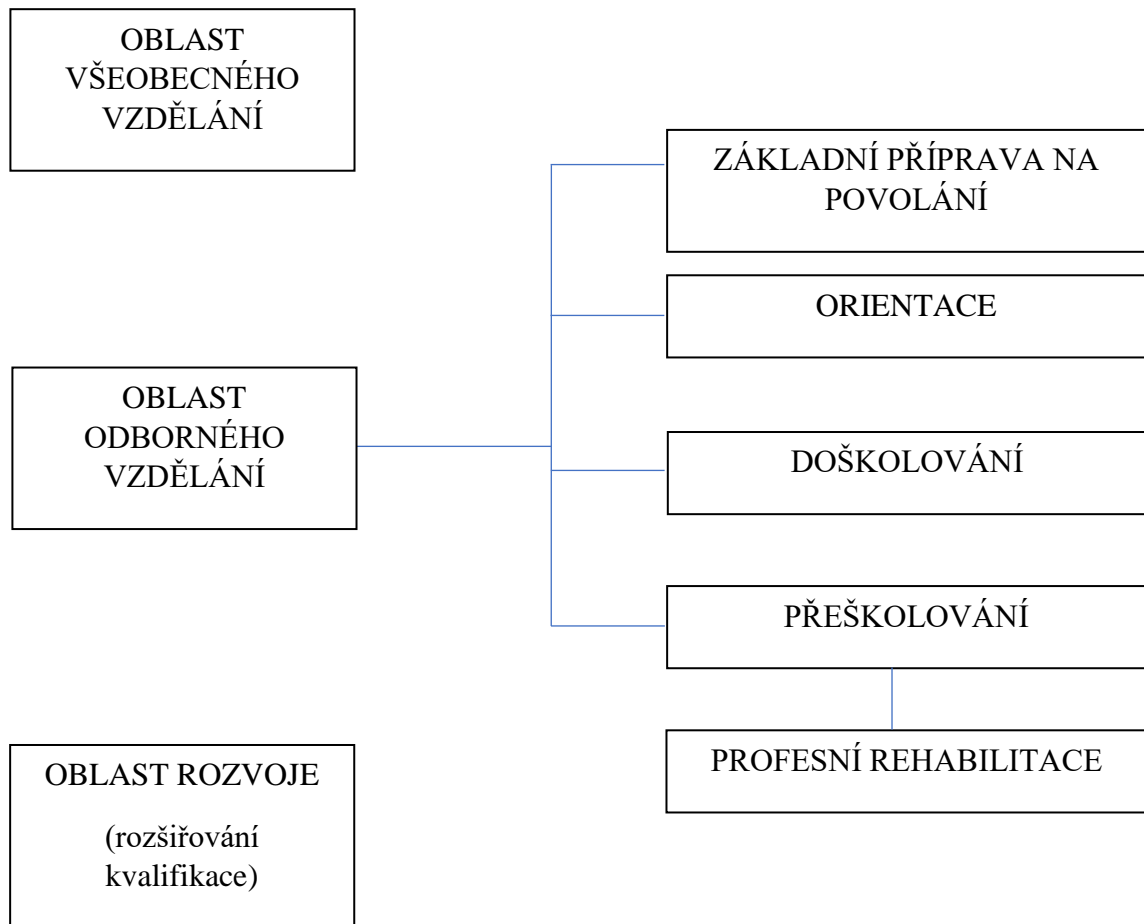 OBLAST
VŠEOBECNÉHO
VZDĚLÁNÍ
ZÁKLADNÍ PŘÍPRAVA NA
POVOLÁNÍ
ORIENTACE
OBLAST
ODBORNÉHO
VZDĚLÁNÍ
DOŠKOLOVÁNÍ
PŘEŠKOLOVÁNÍ
PROFESNÍ REHABILITACE
OBLAST ROZVOJE
(rozšiřování
kvalifikace)